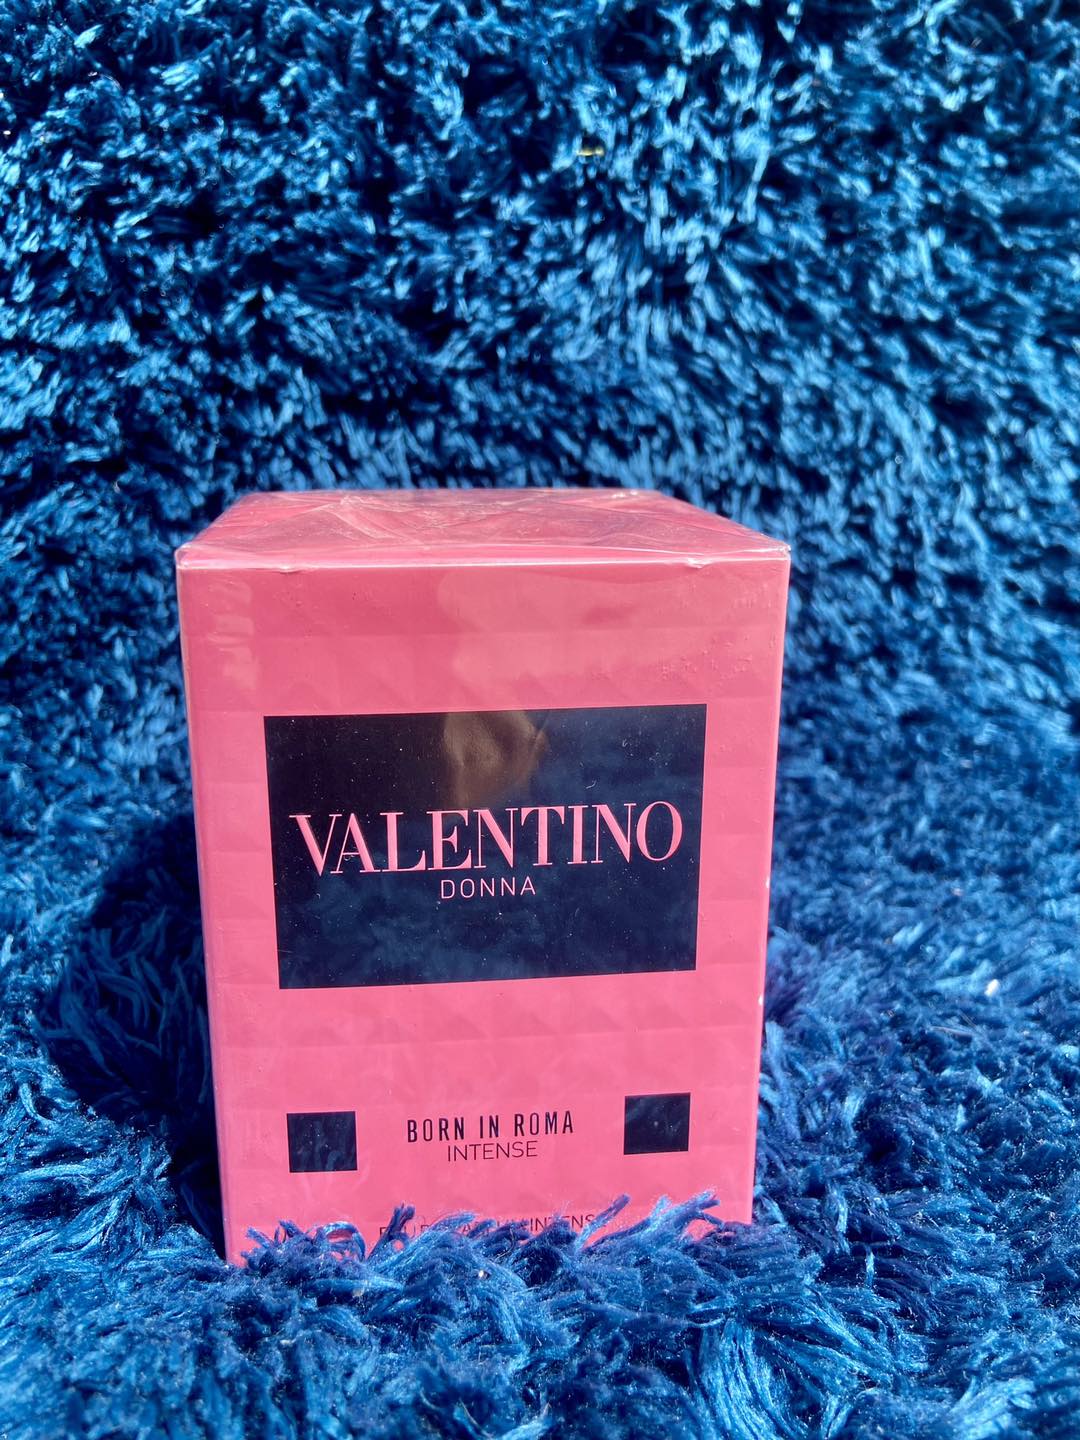 VALENTINO
DONNA
BORN IN ROMA
INTENSE